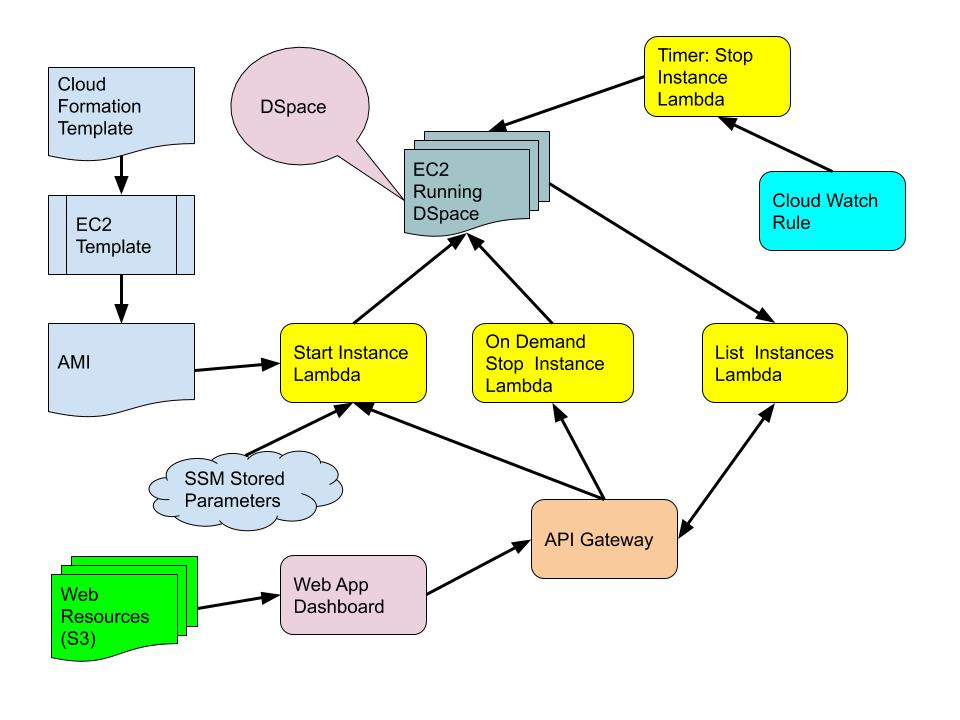 Cloud
Formation
Template
DSpace
Timer: Stop
Instance
Lambda
EC2
Running
DSpace
Cloud Watch
Rule
EC2
Template
AMI
Start Instance
Lambda
On Demand
Stop  Instance
Lambda
List  Instances
Lambda
SSM Stored
Parameters
API Gateway
Web
Resources
(S3)
Web App
Dashboard